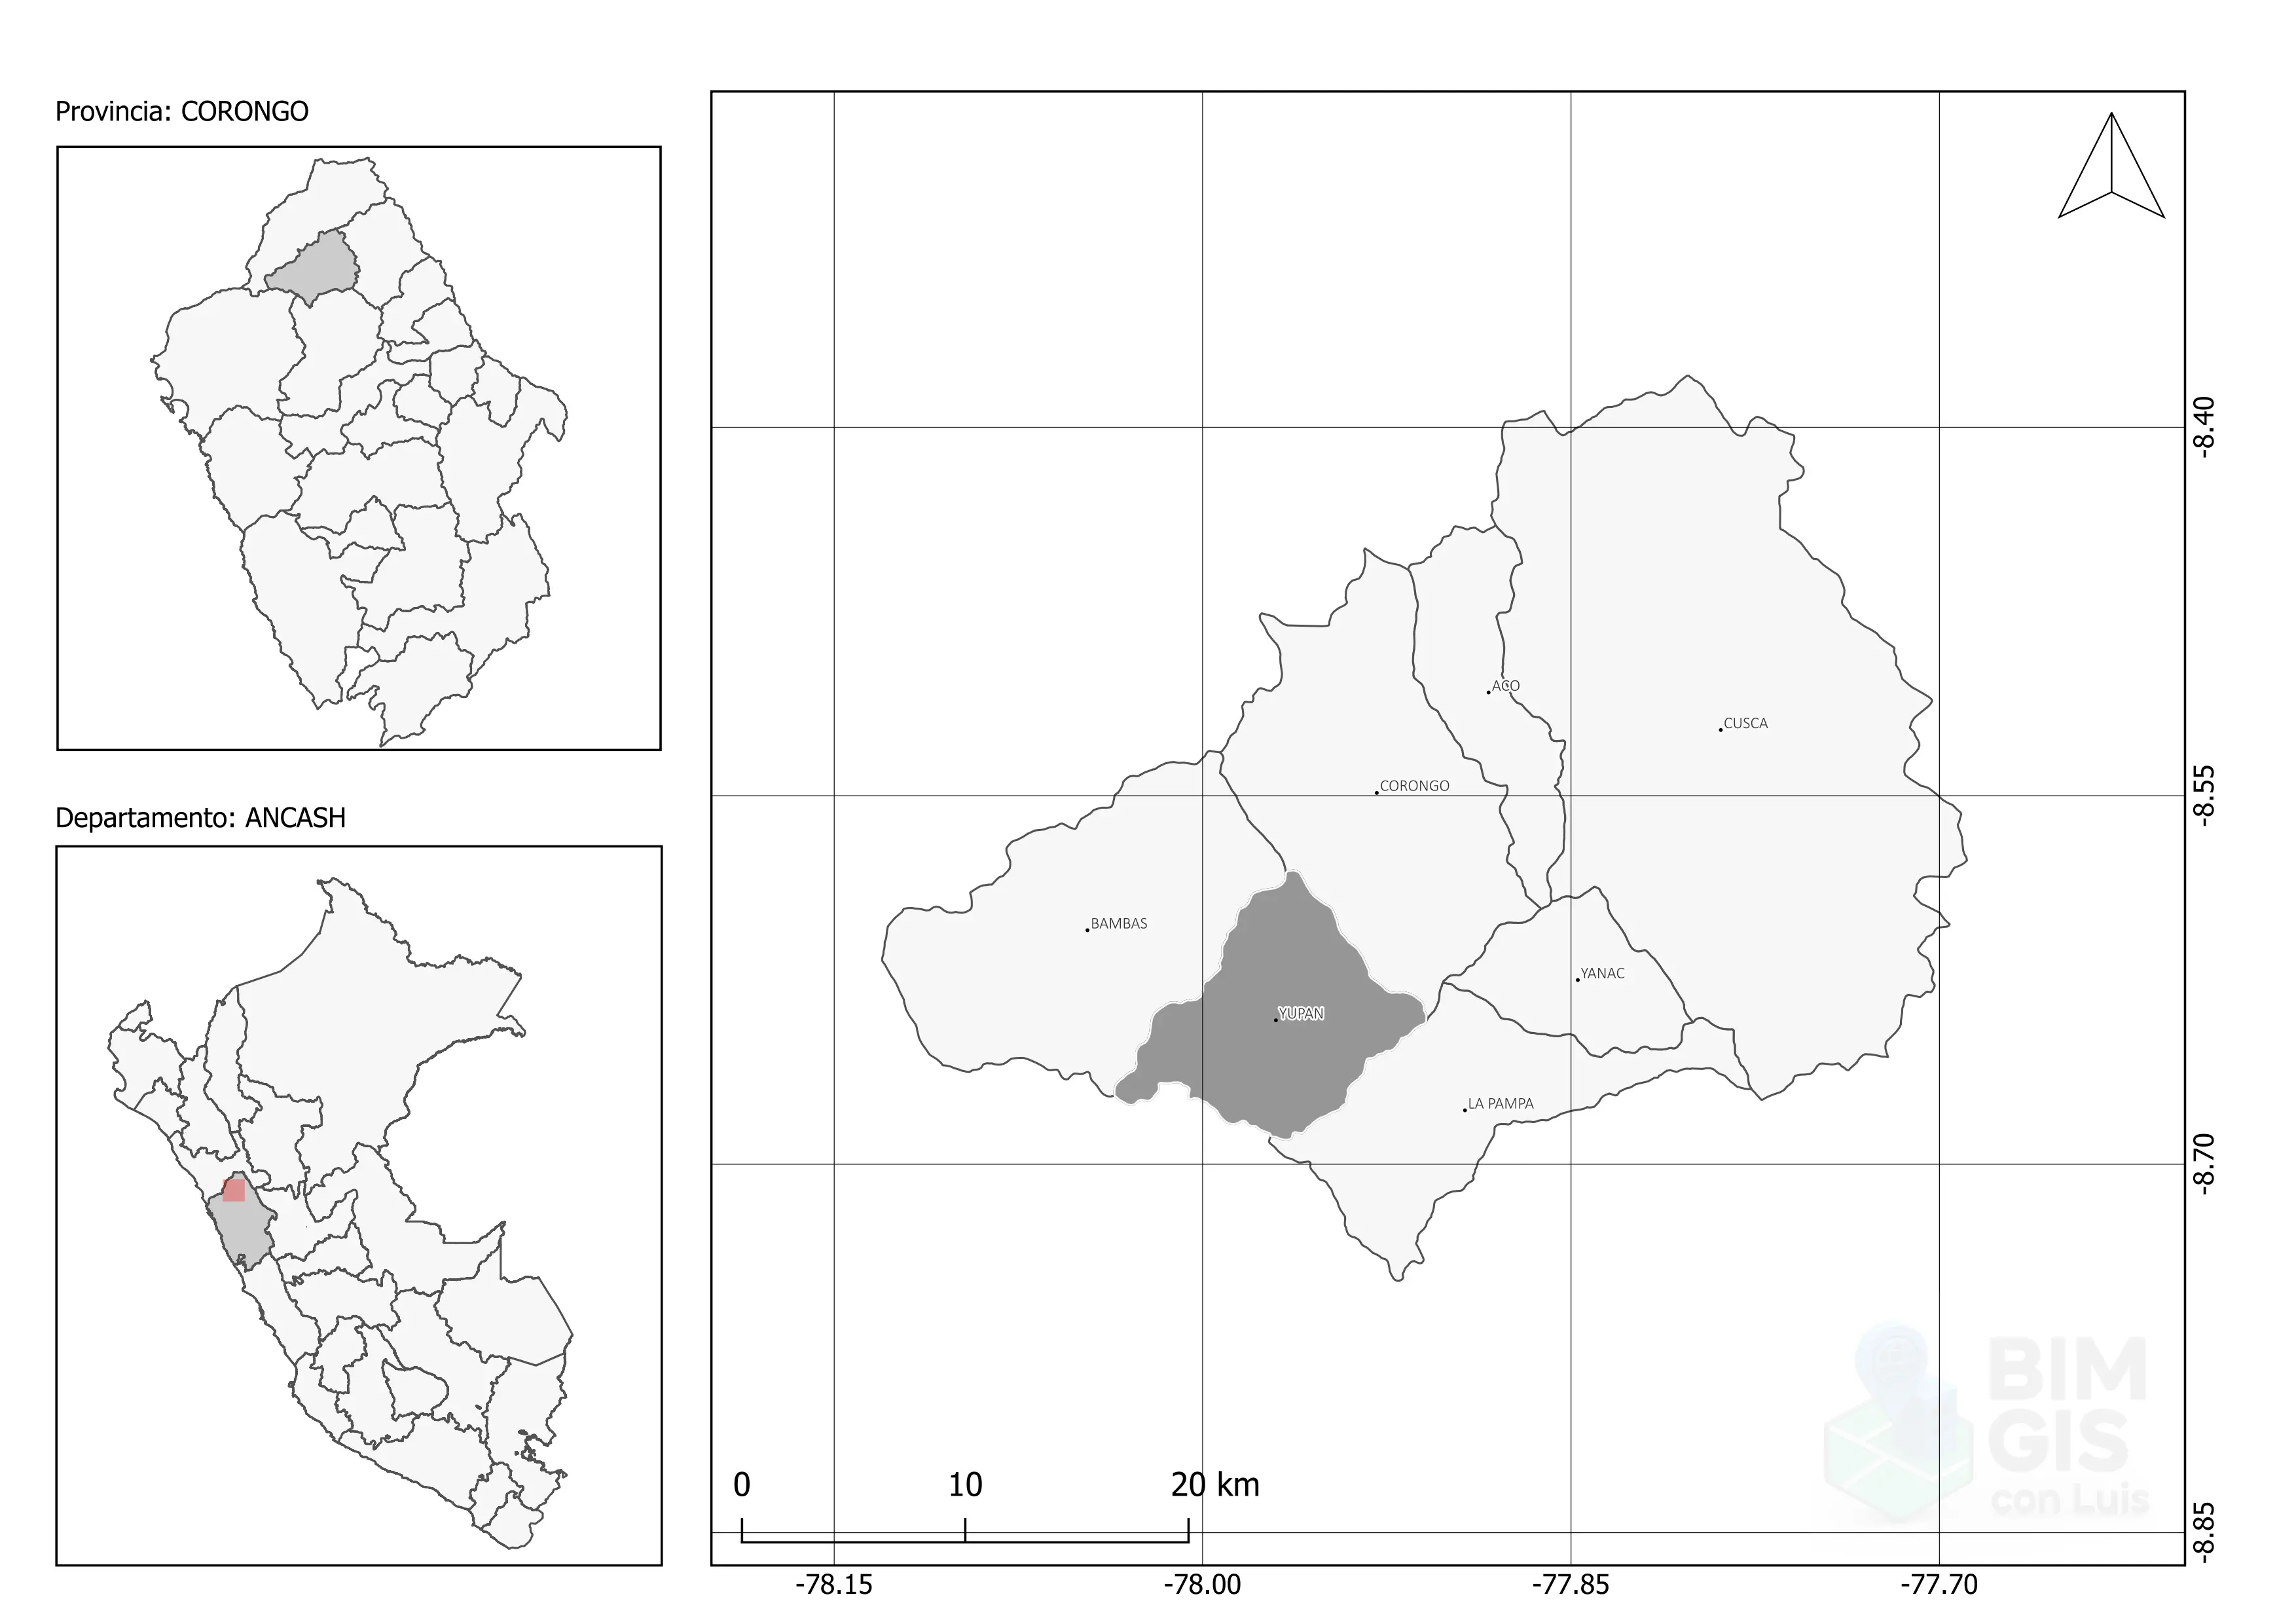 Provincia: CORONGO
Departamento: ANCASH
ACO
CUSCA
CORONGO
BAMBAS
YANAC
YUPAN
LA PAMPA
-8.40
-8.55
-8.70
-8.85
0 10 20 km
-78.15 -78.00 -77.85 -77.70
BIM
GIS
con Luis